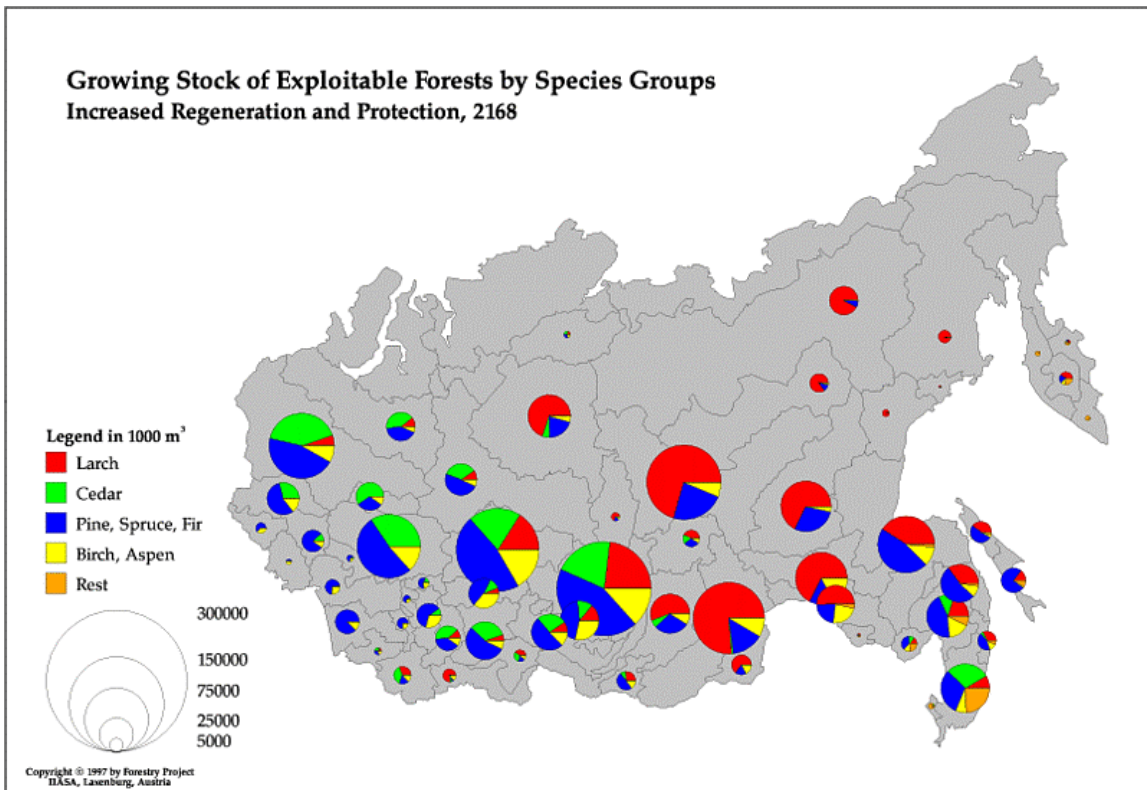 Growing Stock of Exploitable Forests by Species Groups
Increased Regeneration and Protection, 2168
Legend in 1000 m³
Larch
Cedar
Pine, Spruce, Fir
Birch, Aspen
Rest
300000
150000
75000
25000
5000
Copyright © 1997 by Forestry Project
IIASA, Laxenburg, Austria